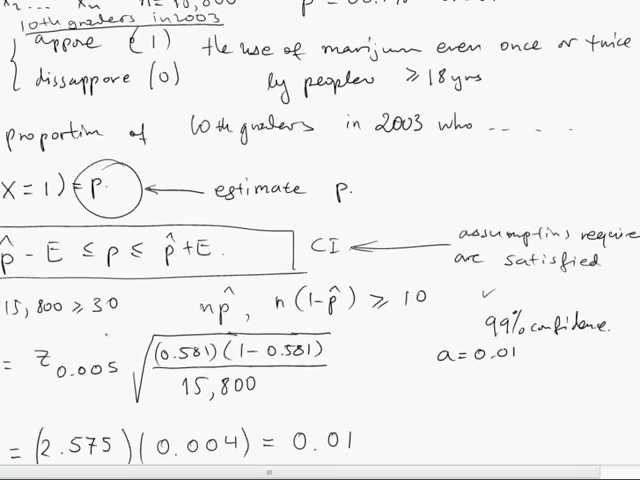 10th graders in 2003
appore (1) the use of marijum even once or twice
dissappore (0) by people ≥ 18 yrs
proportion of 10th graders in 2003 who - - - . .
X = 1) = p. ← estimate p.
p̂ - E ≤ p ≤ p̂ + E. CI ← assumptins require
are satisfied
15,800 ≥ 30 np̂, n(1-p̂) ≥ 10 ✓
99% confidence.
= Z0.005 √((0.581)(1-0.581)/15,800) a = 0.01
= (2.575)(0.004) = 0.01